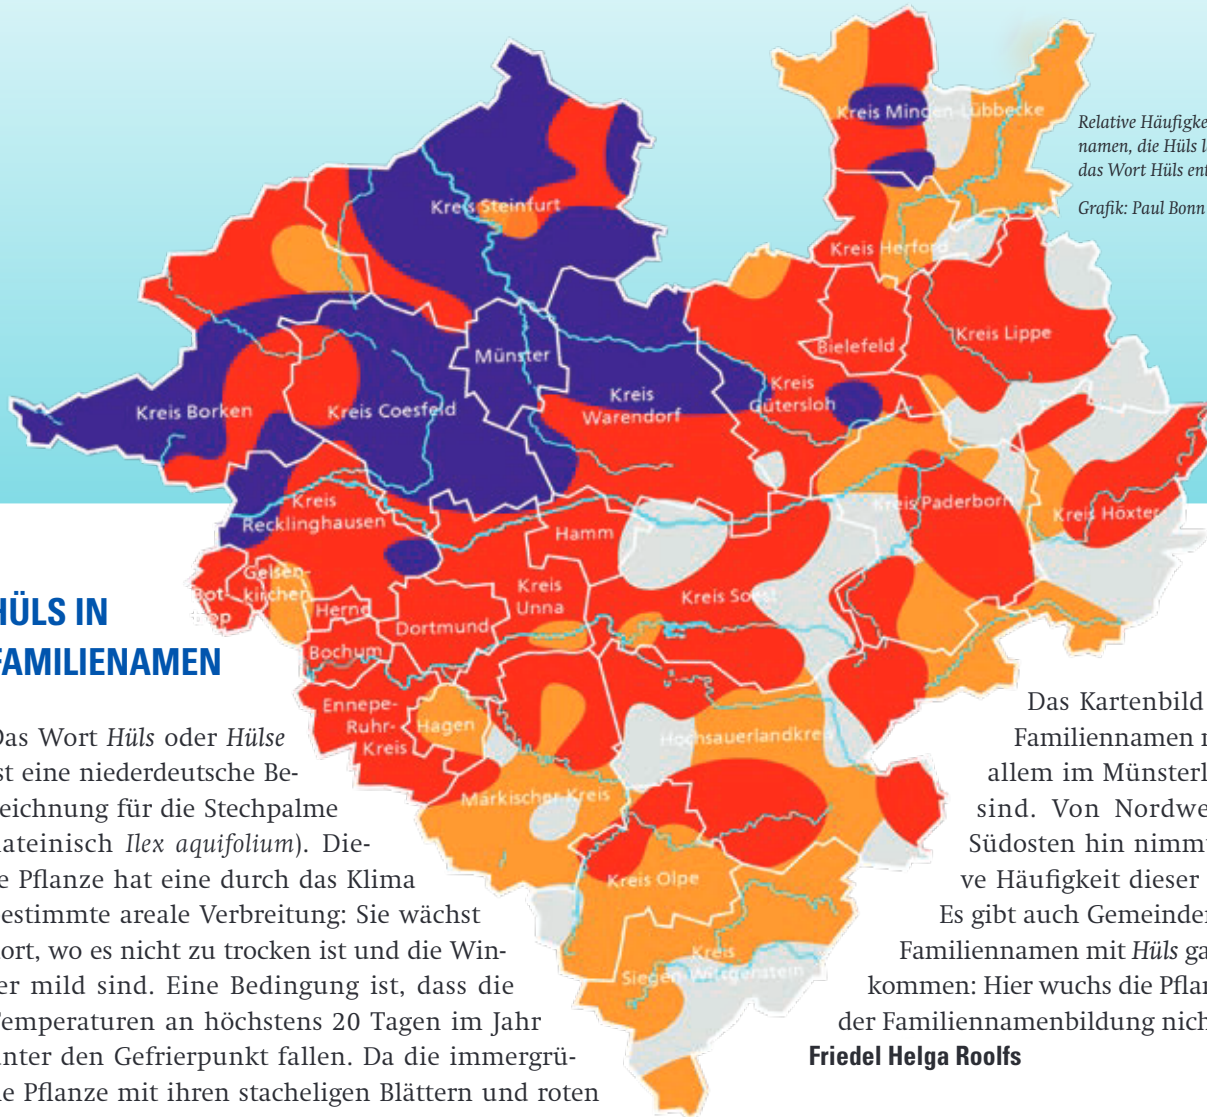 Kreis Minden-Lübbecke
Relative Häufigke
namen, die Hüls l
das Wort Hüls ent
Grafik: Paul Bonn
Kreis Steinfurt
Kreis Herford
Kreis Lippe
Bielefeld
Münster
Kreis Borken
Kreis Coesfeld
Kreis
Warendorf
Kreis
Gütersloh
Kreis
Recklinghausen
Kreis Paderborn
Kreis Höxter
Hamm
Gelsen-
kirchen
Bot-
rop
Herne
Kreis
Unna
Kreis Soest
Dortmund
Bochum
Ennepe-
Ruhr-
Kreis
Hagen
Hochsauerlandkreis
Märkischer Kreis
Kreis Olpe
Kreis
Siegen-Wittgenstein
HÜLS IN
FAMILIENAMEN
Das Wort Hüls oder Hülse
st eine niederdeutsche Be-
eichnung für die Stechpalme
lateinisch Ilex aquifolium). Die-
e Pflanze hat eine durch das Klima
estimmte areale Verbreitung: Sie wächst
ort, wo es nicht zu trocken ist und die Win-
er mild sind. Eine Bedingung ist, dass die
Temperaturen an höchstens 20 Tagen im Jahr
unter den Gefrierpunkt fallen. Da die immergrü-
ne Pflanze mit ihren stacheligen Blättern und roten
Das Kartenbild
Familiennamen m
allem im Münsterl
sind. Von Nordwe
Südosten hin nimm
ve Häufigkeit dieser
Es gibt auch Gemeinden
Familiennamen mit Hüls ga
kommen: Hier wuchs die Pflan
der Familiennamenbildung nich
Friedel Helga Roolfs